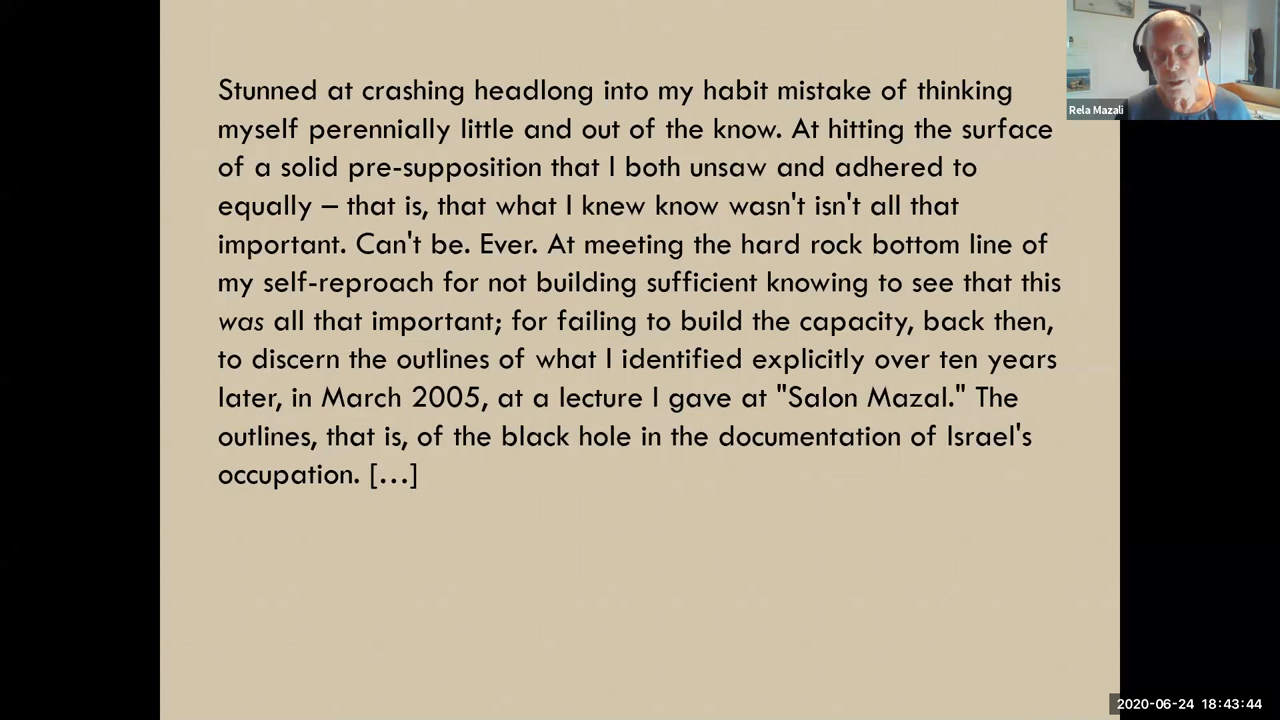 Stunned at crashing headlong into my habit mistake of thinking
myself perennially little and out of the know. At hitting the surface
of a solid pre-supposition that I both unsaw and adhered to
equally – that is, that what I knew know wasn't isn't all that
important. Can't be. Ever. At meeting the hard rock bottom line of
my self-reproach for not building sufficient knowing to see that this
was all that important; for failing to build the capacity, back then,
to discern the outlines of what I identified explicitly over ten years
later, in March 2005, at a lecture I gave at "Salon Mazal." The
outlines, that is, of the black hole in the documentation of Israel's
occupation. […]
Rela Mazali
2020-06-24 18:43:44